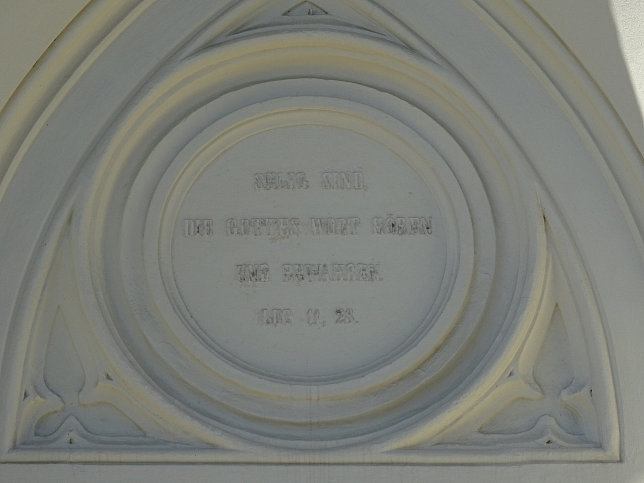 SELIG SIND,
DIE GOTTES WORT HÖREN
UND BEWAHREN.
LUC. 11, 28.